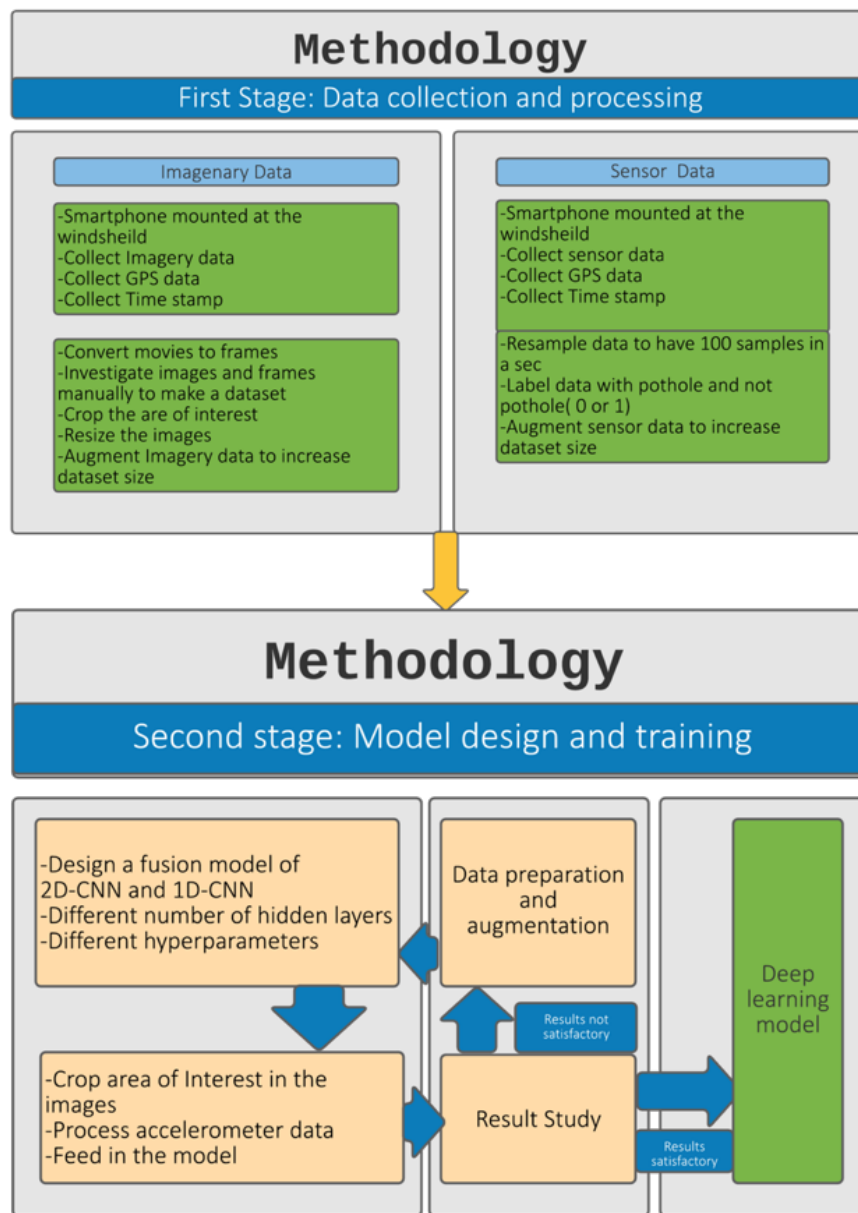 Methodology
First Stage: Data collection and processing
Imagenary Data
-Smartphone mounted at the
windsheild
-Collect Imagery data
-Collect GPS data
-Collect Time stamp
-Convert movies to frames
-Investigate images and frames
manually to make a dataset
-Crop the are of interest
-Resize the images
-Augment Imagery data to increase
dataset size
Sensor Data
-Smartphone mounted at the
windsheild
-Collect sensor data
-Collect GPS data
-Collect Time stamp
-Resample data to have 100 samples in
a sec
-Label data with pothole and not
pothole( 0 or 1)
-Augment sensor data to increase
dataset size
Methodology
Second stage: Model design and training
-Design a fusion model of
2D-CNN and 1D-CNN
-Different number of hidden layers
-Different hyperparameters
-Crop area of Interest in the
images
-Process accelerometer data
-Feed in the model
Data preparation
and
augmentation
Results not
satisfactory
Result Study
Results
satisfactory
Deep
learning
model